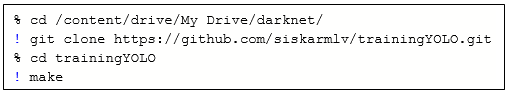 % cd /content/drive/My Drive/darknet/
! git clone https://github.com/siskarmlv/trainingYOLO.git
% cd trainingYOLO
! make